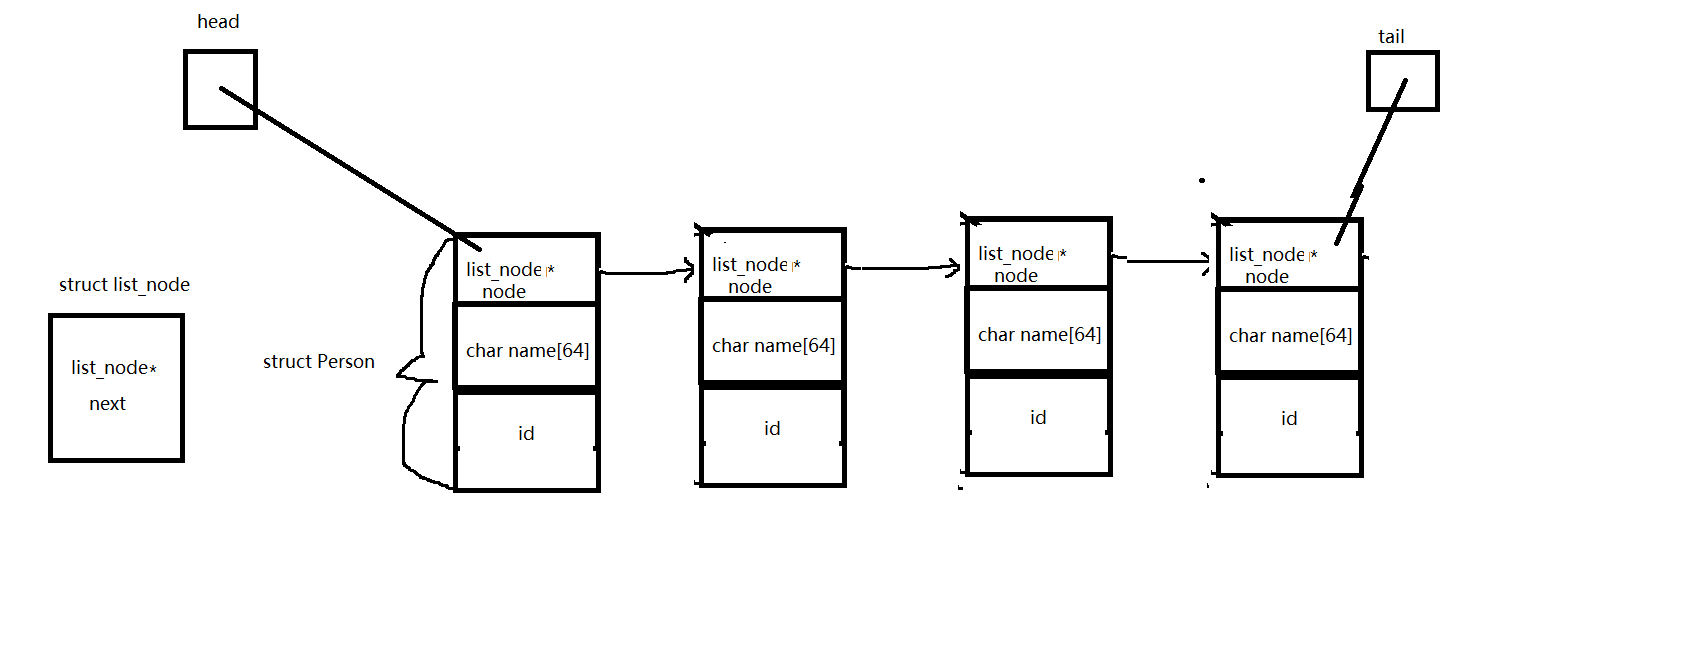 head
tail
struct list_node
list_node*
next
struct Person
list_node *
node
char name[64]
id
list_node *
node
char name[64]
id
list_node *
node
char name[64]
id
list_node *
node
char name[64]
id